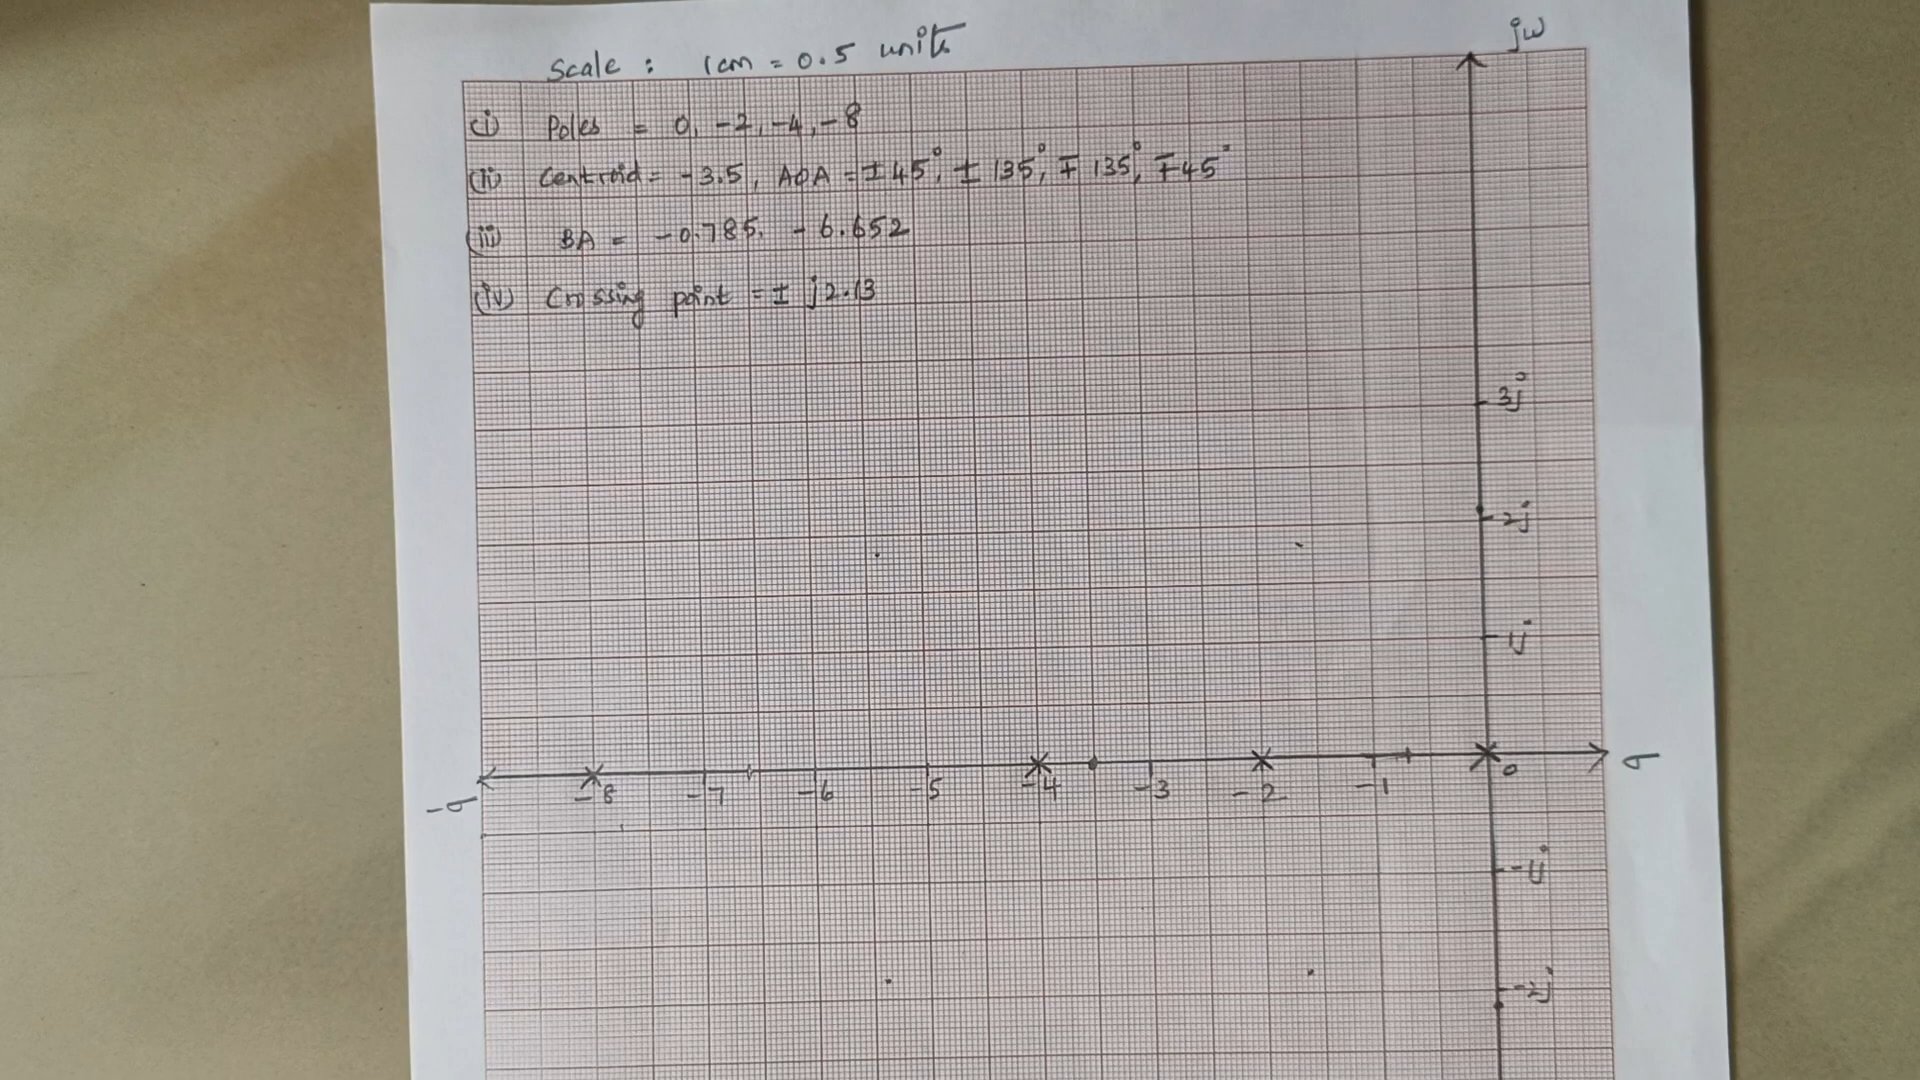 Scale : 1cm = 0.5 units
jω
(i) Poles = 0, -2, -4, -8
(ii) Centroid = -3.5, AOA = ±45°, ±135°, ∓135°, ∓45°
(iii) BA = -0.785, -6.652
(iv) Crossing point = ± j2.13
3j
2j
1j
-σ -8 -7 -6 -5 -4 -3 -2 -1 0 σ
-1j
-2j